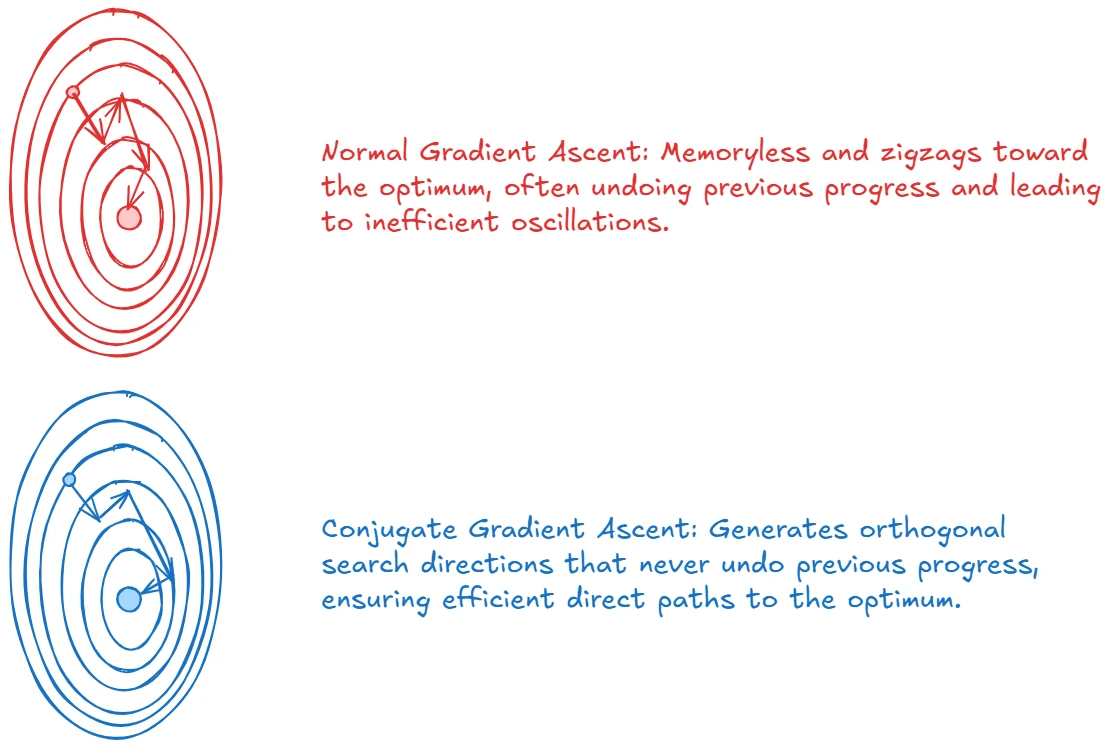 Normal Gradient Ascent: Memoryless and zigzags toward
the optimum, often undoing previous progress and leading
to inefficient oscillations.
Conjugate Gradient Ascent: Generates orthogonal
search directions that never undo previous progress,
ensuring efficient direct paths to the optimum.